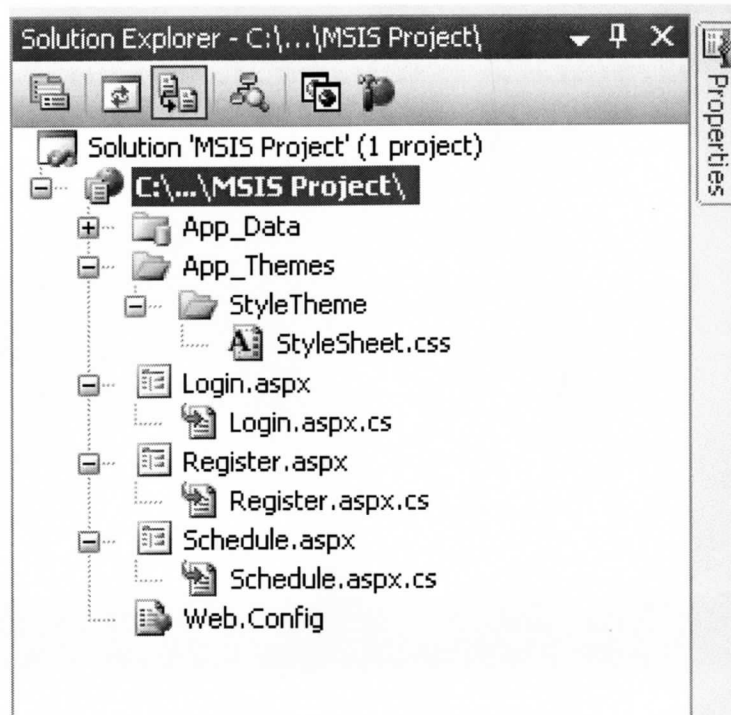 Solution Explorer - C:\...\MSIS Project\
Properties
Solution 'MSIS Project' (1 project)
C:\...\MSIS Project\
App_Data
App_Themes
StyleTheme
StyleSheet.css
Login.aspx
Login.aspx.cs
Register.aspx
Register.aspx.cs
Schedule.aspx
Schedule.aspx.cs
Web.Config